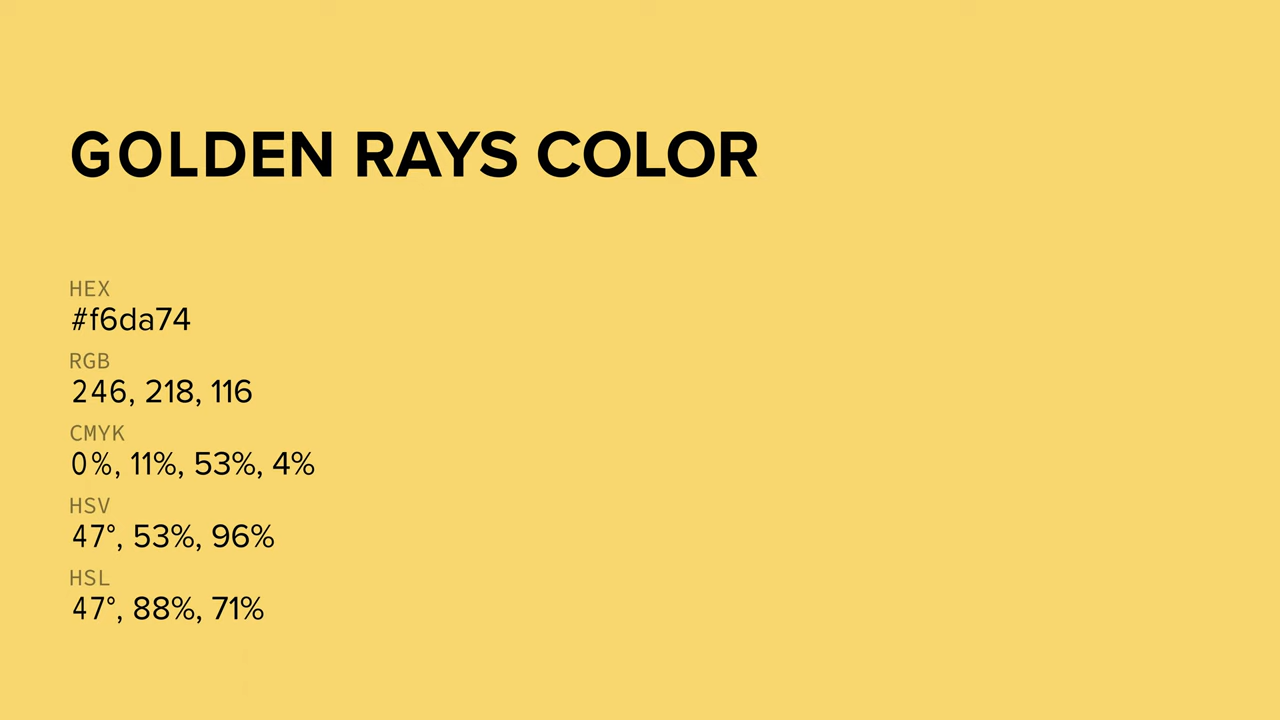 GOLDEN RAYS COLOR
HEX
#f6da74
RGB
246, 218, 116
CMYK
0%, 11%, 53%, 4%
HSV
47°, 53%, 96%
HSL
47°, 88%, 71%